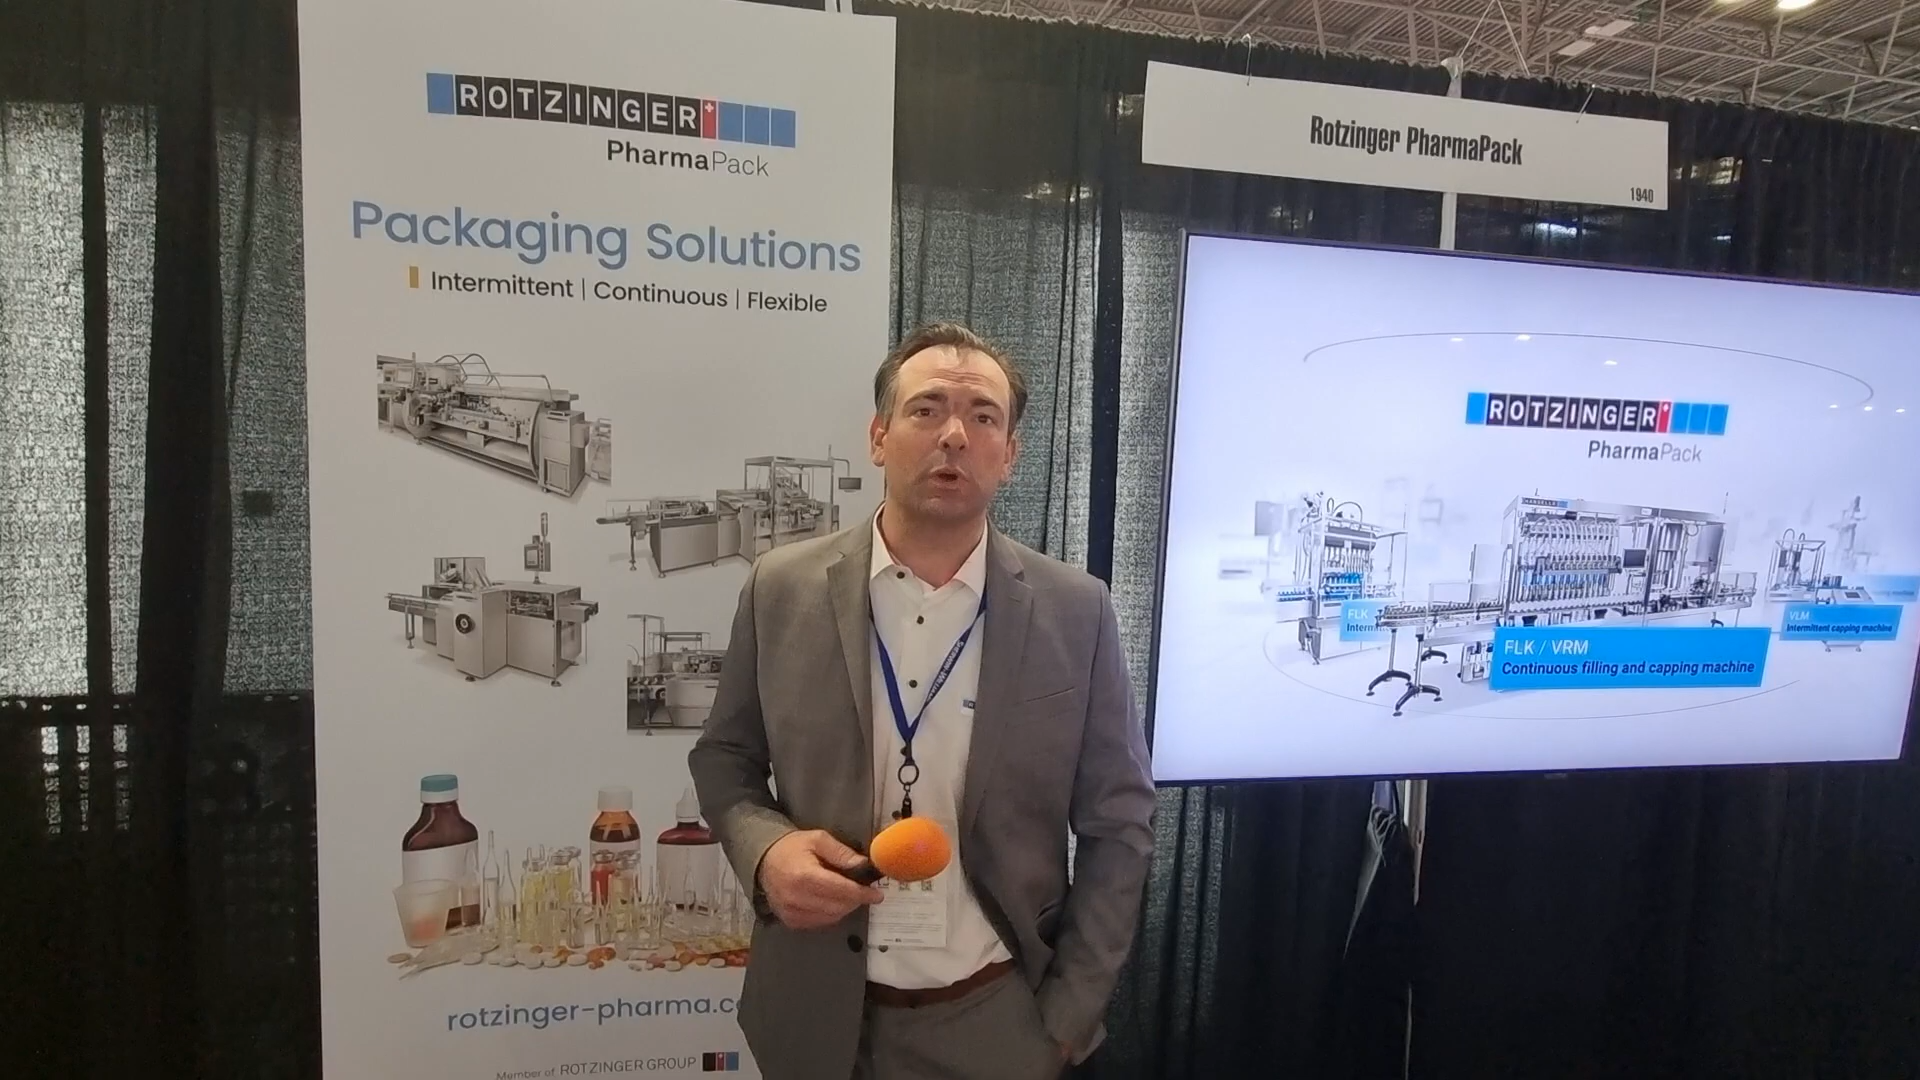 ROTZINGER
PharmaPack
Packaging Solutions
Intermittent | Continuous | Flexible
rotzinger-pharma.c
Member of ROTZINGER GROUP
Rotzinger PharmaPack
1940
ROTZINGER
PharmaPack
FLK
Interm
FLK / VRM
Continuous filling and capping machine
VLM
Intermittent capping machine